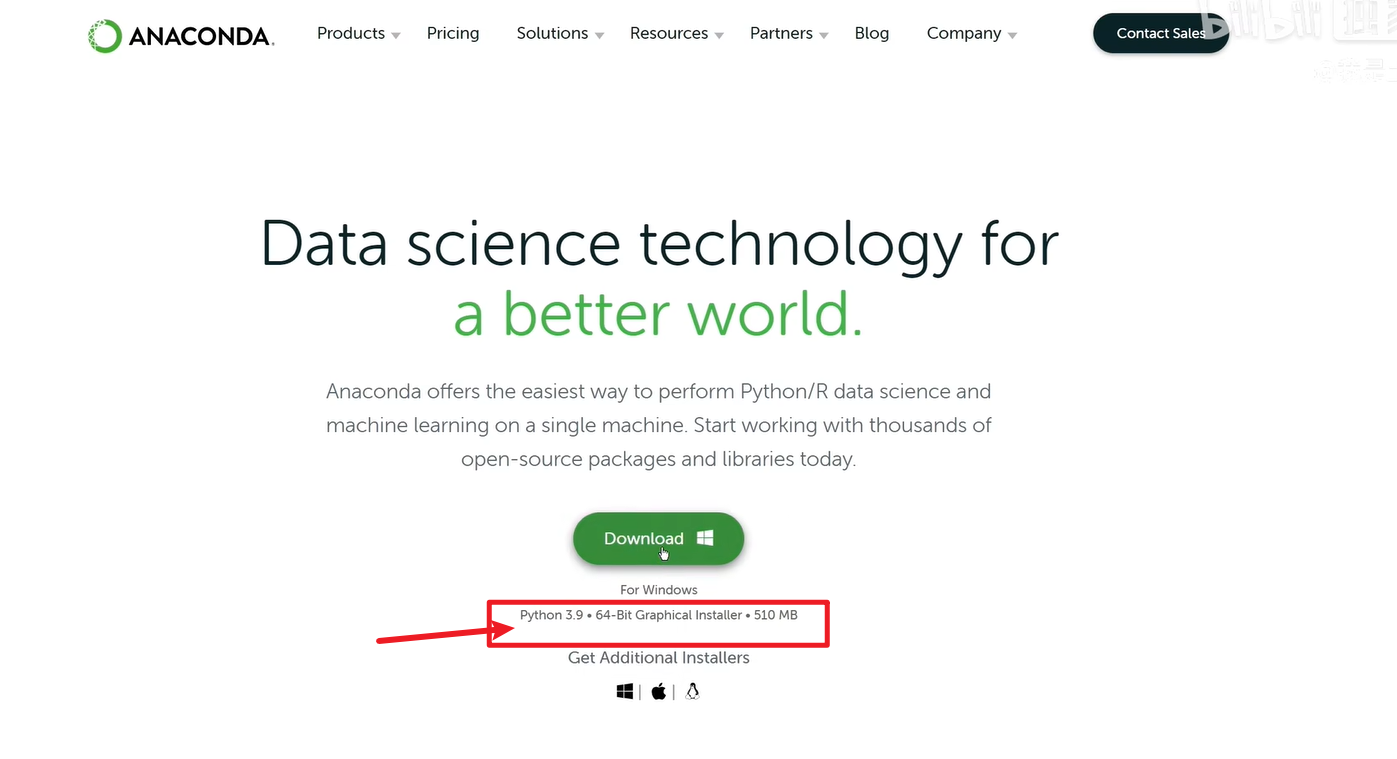 ANACONDA.
Products
Pricing
Solutions
Resources
Partners
Blog
Company
Contact Sales
bilibili
Data science technology for
a better world.
Anaconda offers the easiest way to perform Python/R data science and
machine learning on a single machine. Start working with thousands of
open-source packages and libraries today.
Download
For Windows
Python 3.9 • 64-Bit Graphical Installer • 510 MB
Get Additional Installers
| |